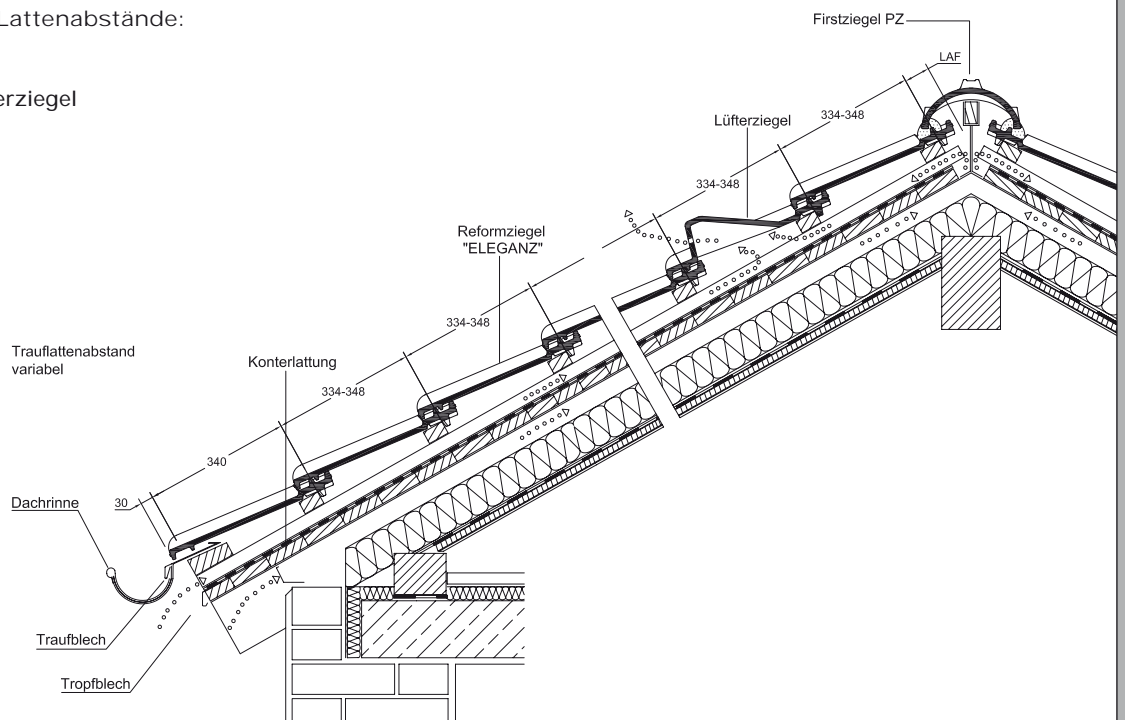 Lattenabstände:
Firstziegel PZ
LAF
erziegel
334-348
Lüfterziegel
334-348
Reformziegel
"ELEGANZ"
334-348
Trauflattenabstand
variabel
Konterlattung
334-348
340
Dachrinne
30
Traufblech
Tropfblech